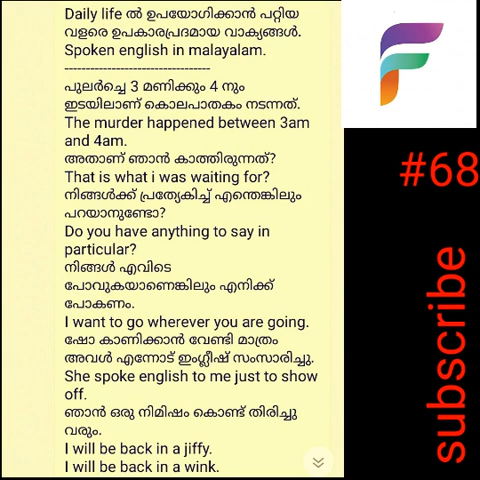 Daily life ൽ ഉപയോഗിക്കാൻ പറ്റിയ
വളരെ ഉപകാരപ്രദമായ വാക്യങ്ങൾ.
Spoken english in malayalam.
----------------------------------
പുലർച്ചെ 3 മണിക്കും 4 നും
ഇടയിലാണ് കൊലപാതകം നടന്നത്.
The murder happened between 3am
and 4am.
അതാണ് ഞാൻ കാത്തിരുന്നത്?
That is what i was waiting for?
നിങ്ങൾക്ക് പ്രത്യേകിച്ച് എന്തെങ്കിലും
പറയാനുണ്ടോ?
Do you have anything to say in
particular?
നിങ്ങൾ എവിടെ
പോവുകയാണെങ്കിലും എനിക്ക്
പോകണം.
I want to go wherever you are going.
ഷോ കാണിക്കാൻ വേണ്ടി മാത്രം
അവൾ എന്നോട് ഇംഗ്ലീഷ് സംസാരിച്ചു.
She spoke english to me just to show
off.
ഞാൻ ഒരു നിമിഷം കൊണ്ട് തിരിച്ചു
വരും.
I will be back in a jiffy.
I will be back in a wink.
#68
subscribe